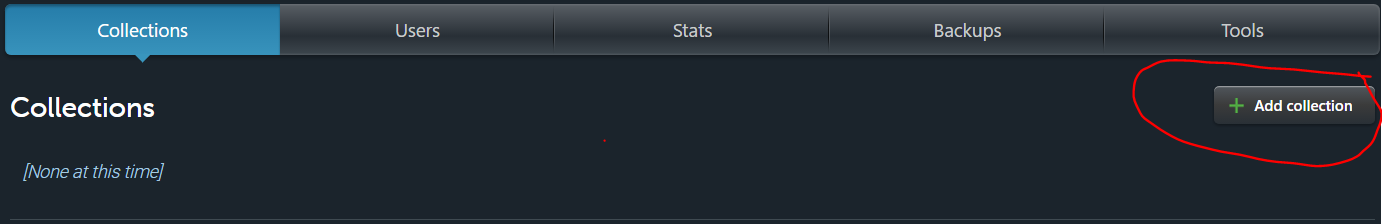 Collections Users Stats Backups Tools
Collections
Add collection
[None at this time]